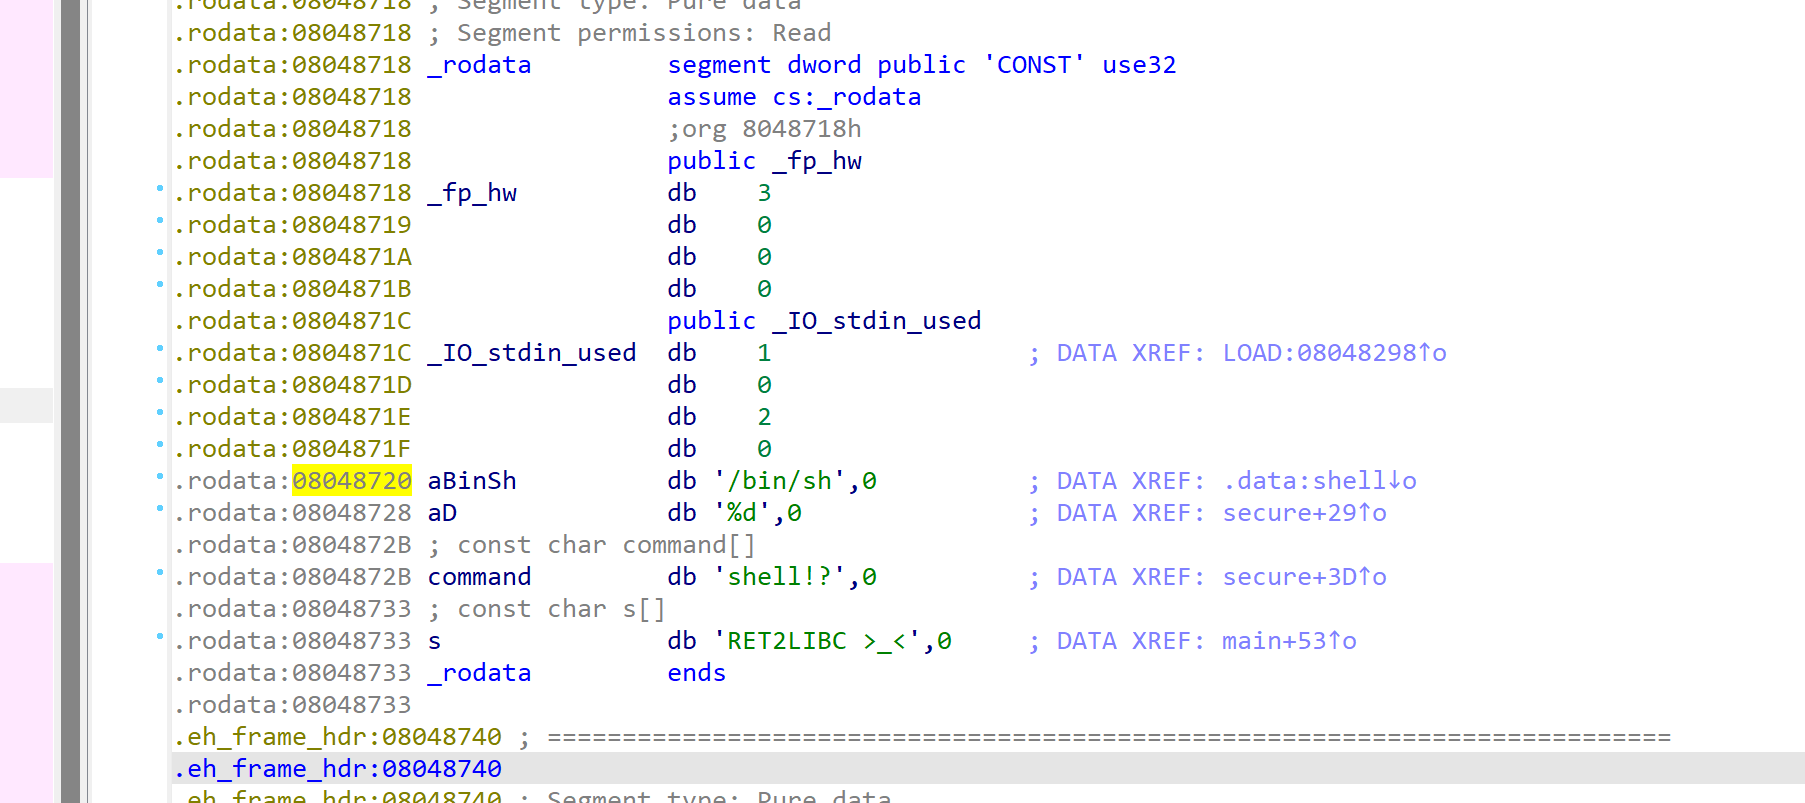 .rodata:08048718 ; Segment type: Pure data
.rodata:08048718 ; Segment permissions: Read
.rodata:08048718 _rodata segment dword public 'CONST' use32
.rodata:08048718 assume cs:_rodata
.rodata:08048718 ;org 8048718h
.rodata:08048718 public _fp_hw
.rodata:08048718 _fp_hw db 3
.rodata:08048719 db 0
.rodata:0804871A db 0
.rodata:0804871B db 0
.rodata:0804871C public _IO_stdin_used
.rodata:0804871C _IO_stdin_used db 1 ; DATA XREF: LOAD:08048298↑o
.rodata:0804871D db 0
.rodata:0804871E db 2
.rodata:0804871F db 0
.rodata:08048720 aBinSh db '/bin/sh',0 ; DATA XREF: .data:shell↓o
.rodata:08048728 aD db '%d',0 ; DATA XREF: secure+29↑o
.rodata:0804872B ; const char command[]
.rodata:0804872B command db 'shell!?',0 ; DATA XREF: secure+3D↑o
.rodata:08048733 ; const char s[]
.rodata:08048733 s db 'RET2LIBC >_<',0 ; DATA XREF: main+53↑o
.rodata:08048733 _rodata ends
.rodata:08048733
.eh_frame_hdr:08048740 ; ===========================================================================
.eh_frame_hdr:08048740
.eh_frame_hdr:08048740 ; Segment type: Pure data